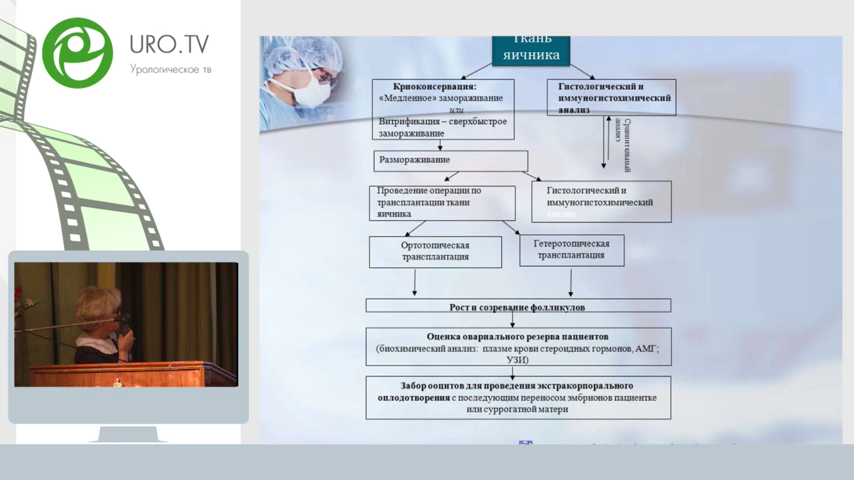 URO.TV
Урологическое тв
Ткань
яичника
Криоконсервация:
«Медленное» замораживание
или
Витрификация – сверхбыстрое
замораживание
Гистологический и
иммуногистохимический
анализ
Сравнительный
анализ
Размораживание
Проведение операции по
трансплантации ткани
яичника
Гистологический и
иммуногистохимический
анализ
Ортотопическая
трансплантация
Гетеротопическая
трансплантация
Рост и созревание фолликулов
Оценка овариального резерва пациентов
(биохимический анализ: плазме крови стероидных гормонов, АМГ;
УЗИ)
Забор ооцитов для проведения экстракорпорального
оплодотворения с последующим переносом эмбрионов пациентке
или суррогатной матери